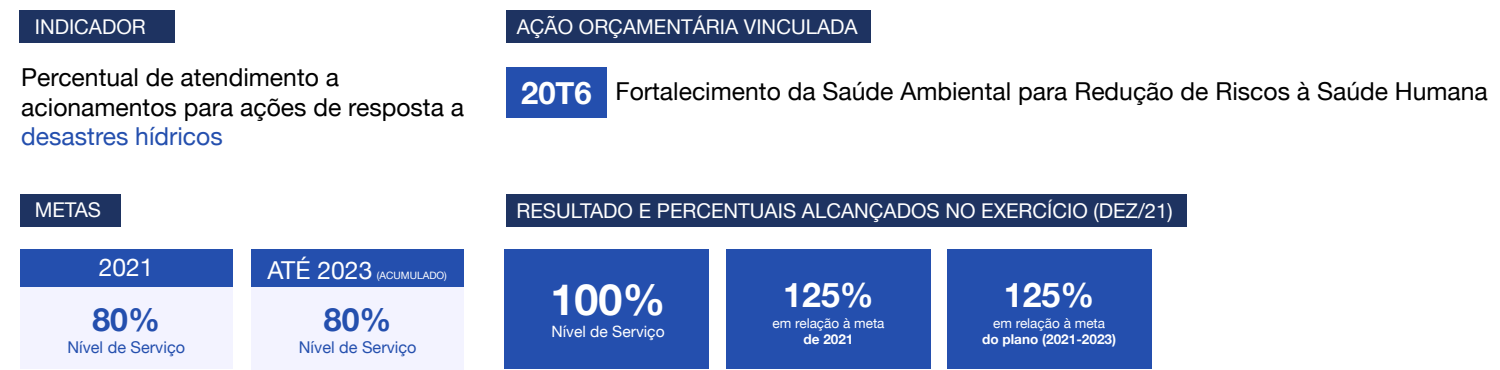 INDICADOR
Percentual de atendimento a
acionamentos para ações de resposta a
desastres hídricos
AÇÃO ORÇAMENTÁRIA VINCULADA
20T6 Fortalecimento da Saúde Ambiental para Redução de Riscos à Saúde Humana
METAS
2021
80%
Nível de Serviço
ATÉ 2023 (ACUMULADO)
80%
Nível de Serviço
RESULTADO E PERCENTUAIS ALCANÇADOS NO EXERCÍCIO (DEZ/21)
100%
Nível de Serviço
125%
em relação à meta
de 2021
125%
em relação à meta
do plano (2021-2023)